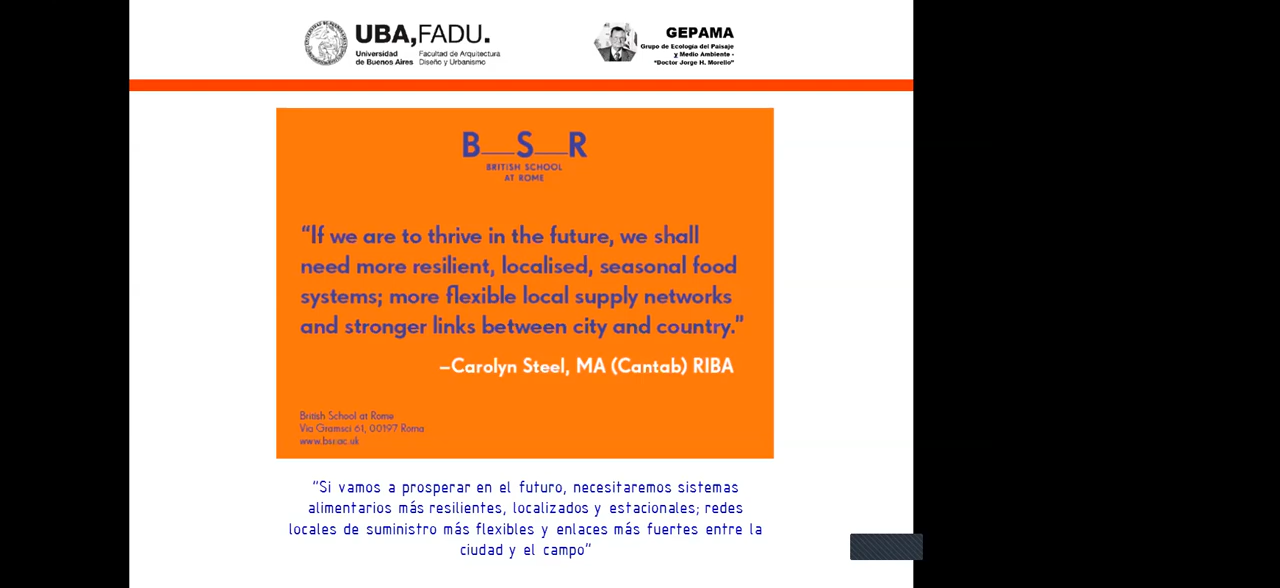 UBA,FADU.
Universidad de Buenos Aires
Facultad de Arquitectura Diseño y Urbanismo
GEPAMA
Grupo de Ecología del Paisaje
y Medio Ambiente -
"Doctor Jorge H. Morello"
B__S__R
BRITISH SCHOOL
AT ROME
“If we are to thrive in the future, we shall
need more resilient, localised, seasonal food
systems; more flexible local supply networks
and stronger links between city and country.”
–Carolyn Steel, MA (Cantab) RIBA
British School at Rome
Via Gramsci 61, 00197 Roma
www.bsr.ac.uk
“Si vamos a prosperar en el futuro, necesitaremos sistemas
alimentarios más resilientes, localizados y estacionales; redes
locales de suministro más flexibles y enlaces más fuertes entre la
ciudad y el campo”